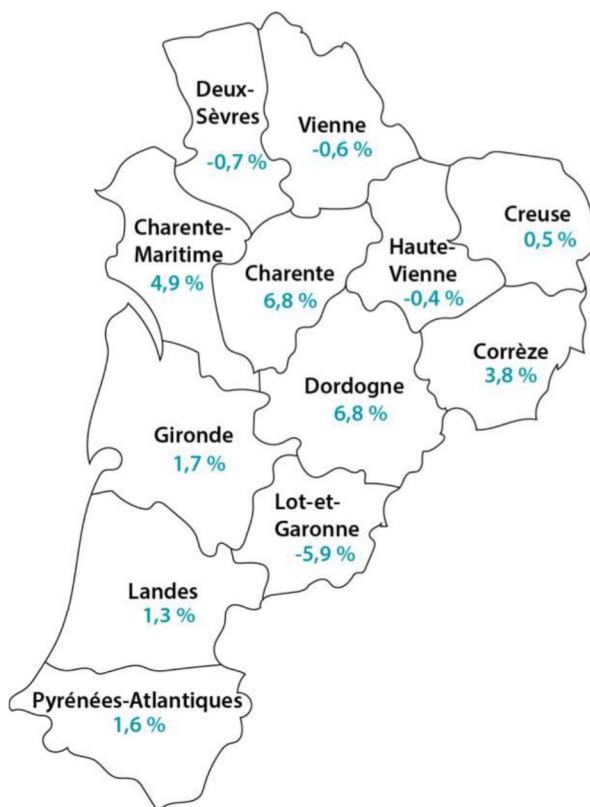 Deux-
Sèvres
-0,7 %
Vienne
-0,6 %
Charente-
Maritime
4,9 %
Charente
6,8 %
Haute-
Vienne
-0,4 %
Creuse
0,5 %
Corrèze
3,8 %
Dordogne
6,8 %
Gironde
1,7 %
Lot-et-
Garonne
-5,9 %
Landes
1,3 %
Pyrénées-Atlantiques
1,6 %